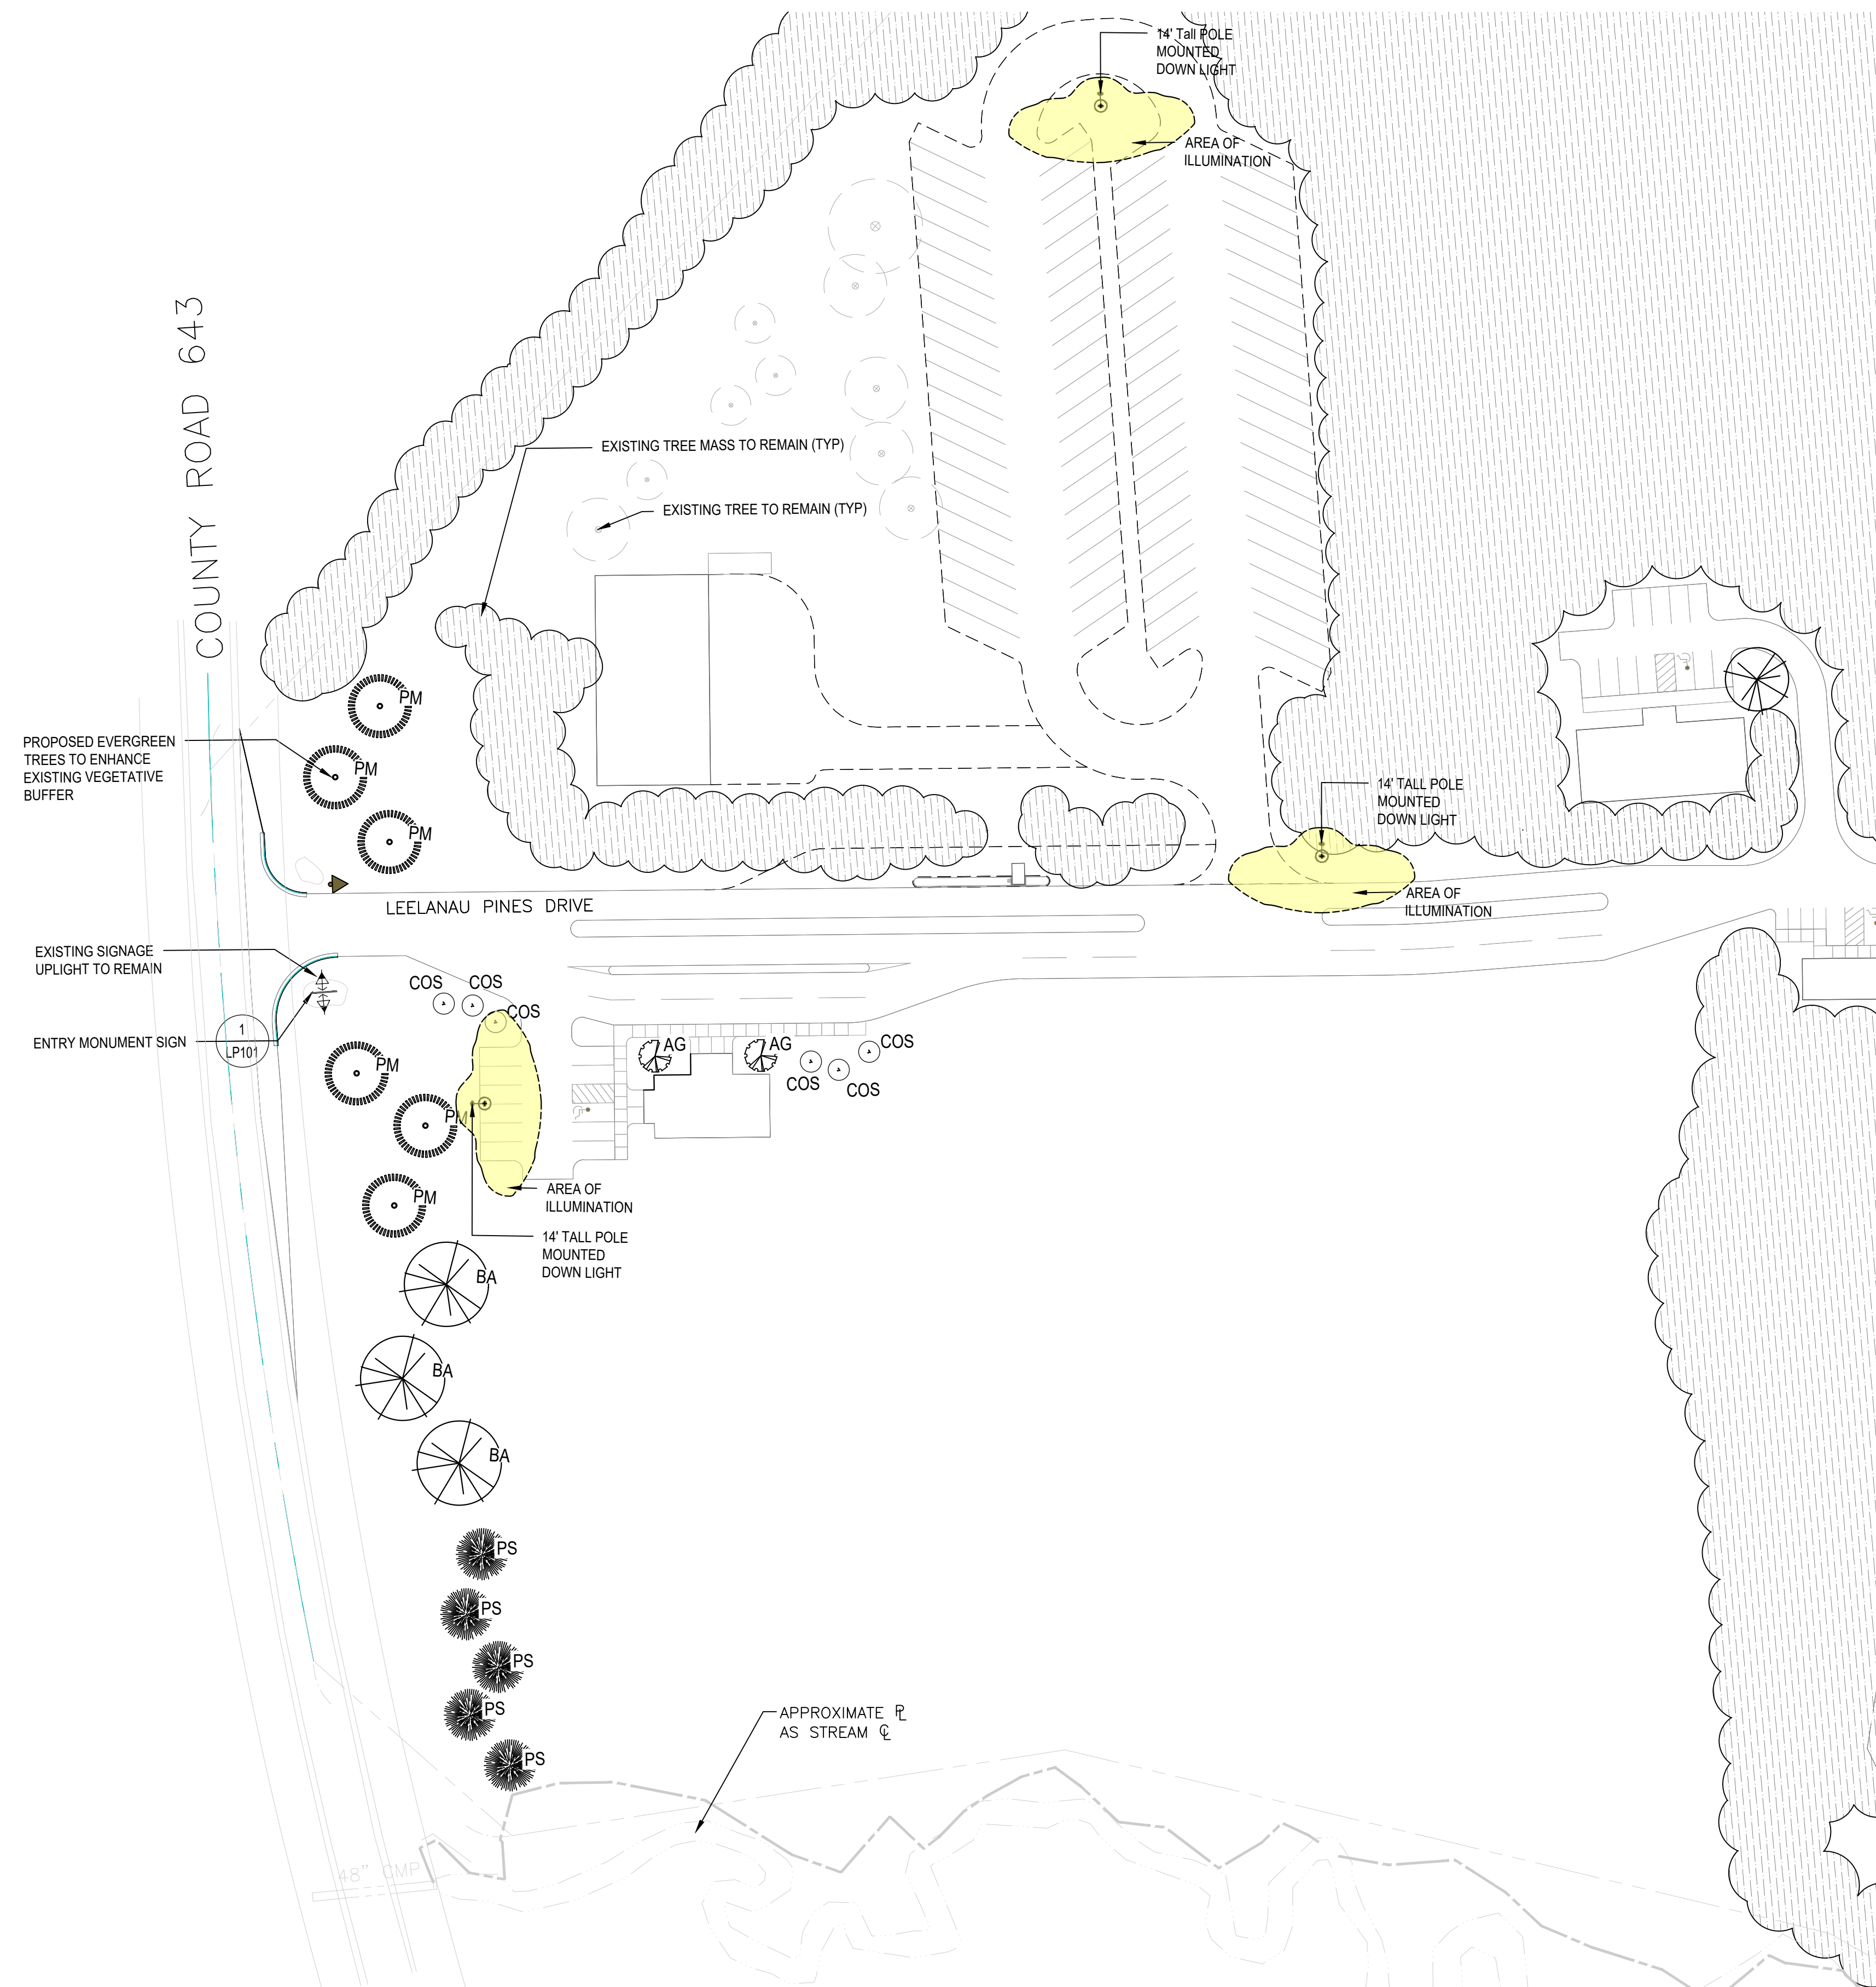 14' Tall POLE
MOUNTED
DOWN LIGHT
AREA OF
ILLUMINATION
COUNTY ROAD 643
EXISTING TREE MASS TO REMAIN (TYP)
EXISTING TREE TO REMAIN (TYP)
PM
PROPOSED EVERGREEN
TREES TO ENHANCE
EXISTING VEGETATIVE
BUFFER
PM
PM
14' TALL POLE
MOUNTED
DOWN LIGHT
AREA OF
ILLUMINATION
LEELANAU PINES DRIVE
EXISTING SIGNAGE
UPLIGHT TO REMAIN
COS
COS
COS
1
LP101
ENTRY MONUMENT SIGN
AG
AG
COS
COS
COS
PM
PM
PM
AREA OF
ILLUMINATION
14' TALL POLE
MOUNTED
DOWN LIGHT
BA
BA
BA
PS
PS
PS
PS
PS
APPROXIMATE ⅊
AS STREAM ℄
48" CMP